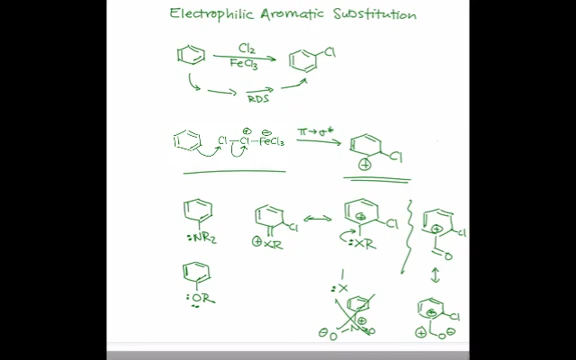 Electrophilic Aromatic Substitution
Cl2
FeCl3
Cl
RDS
Cl—Cl—FeCl3
⊕ ⊖
π→σ*
Cl
⊕
:NR2
Cl
⊕XR
↔
⊕
Cl
:XR
⊕
Cl
O
:OR
:X
⊕
⊖O
⊕
Cl
O⊖